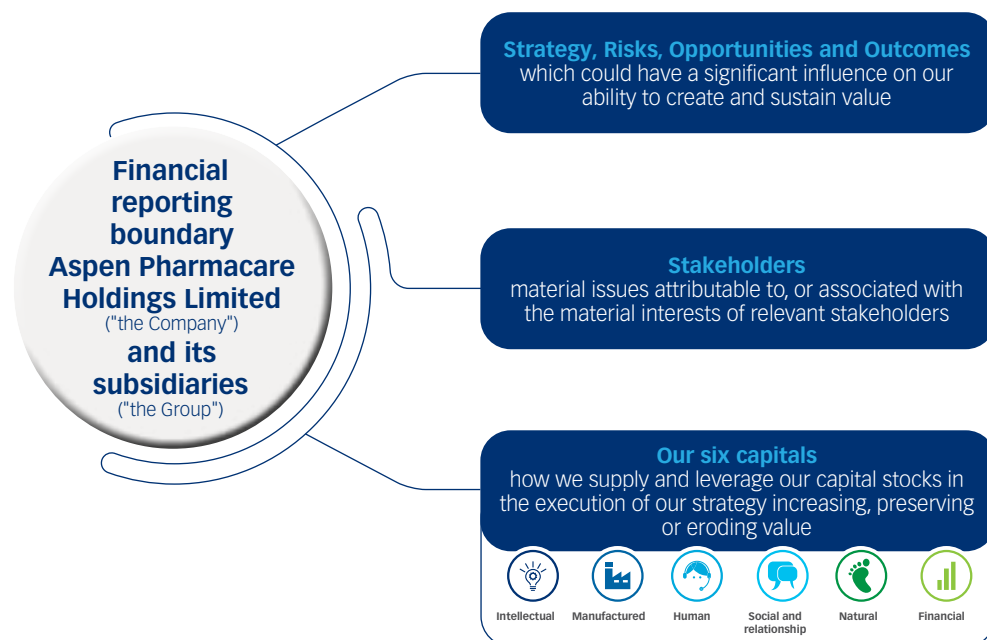 Financial
reporting
boundary
Aspen Pharmacare
Holdings Limited
("the Company")
and its
subsidiaries
("the Group")
Strategy, Risks, Opportunities and Outcomes
which could have a significant influence on our
ability to create and sustain value
Stakeholders
material issues attributable to, or associated with
the material interests of relevant stakeholders
Our six capitals
how we supply and leverage our capital stocks in
the execution of our strategy increasing, preserving
or eroding value
Intellectual
Manufactured
Human
Social and
relationship
Natural
Financial